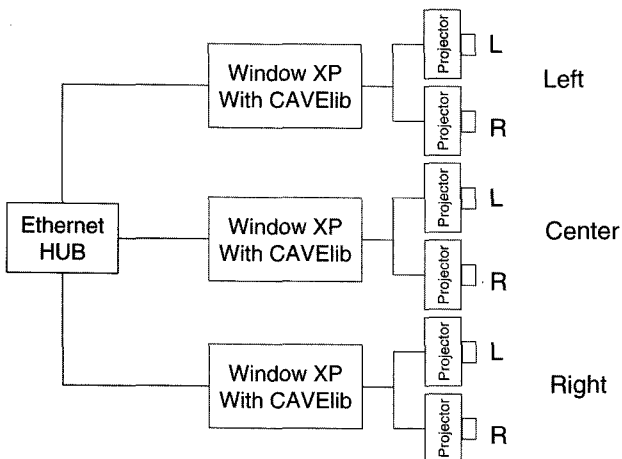 Window XP
With CAVElib
Projector
L
Projector
R
Left
Ethernet
HUB
Window XP
With CAVElib
Projector
L
Projector
R
Center
Window XP
With CAVElib
Projector
L
Projector
R
Right